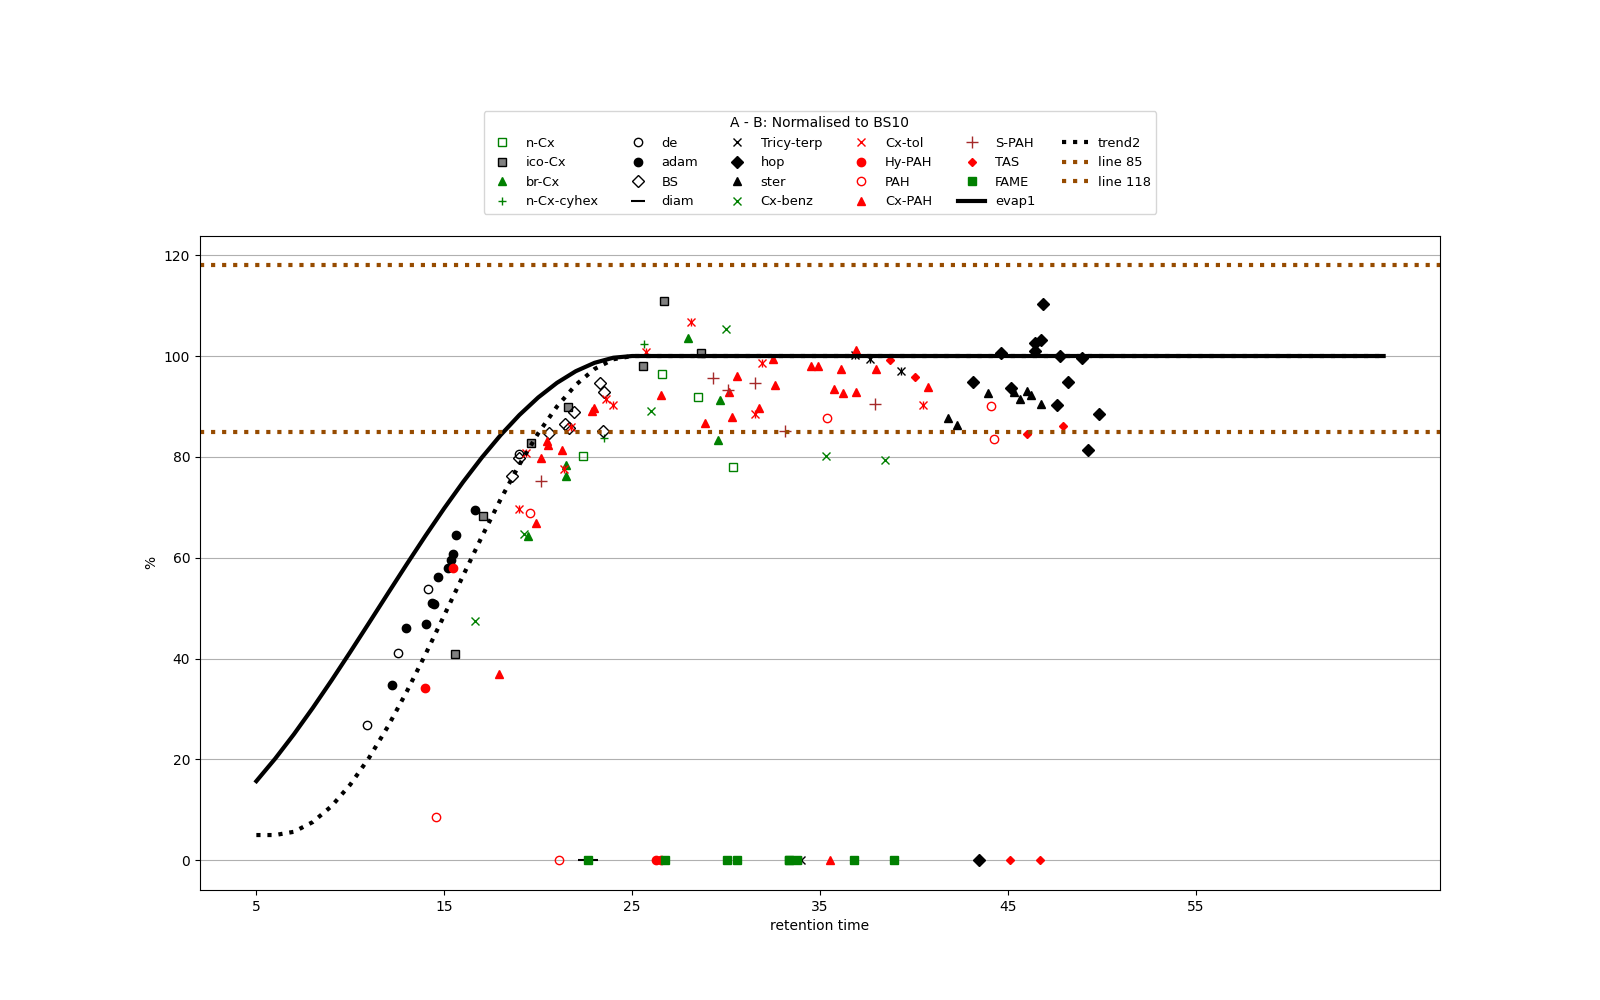 A - B: Normalised to BS10
n-Cx de Tricy-terp Cx-tol S-PAH trend2
ico-Cx adam hop Hy-PAH TAS line 85
br-Cx BS ster PAH FAME line 118
n-Cx-cyhex diam Cx-benz Cx-PAH evap1
120
100
80
60
40
20
0
%
5 15 25 35 45 55
retention time